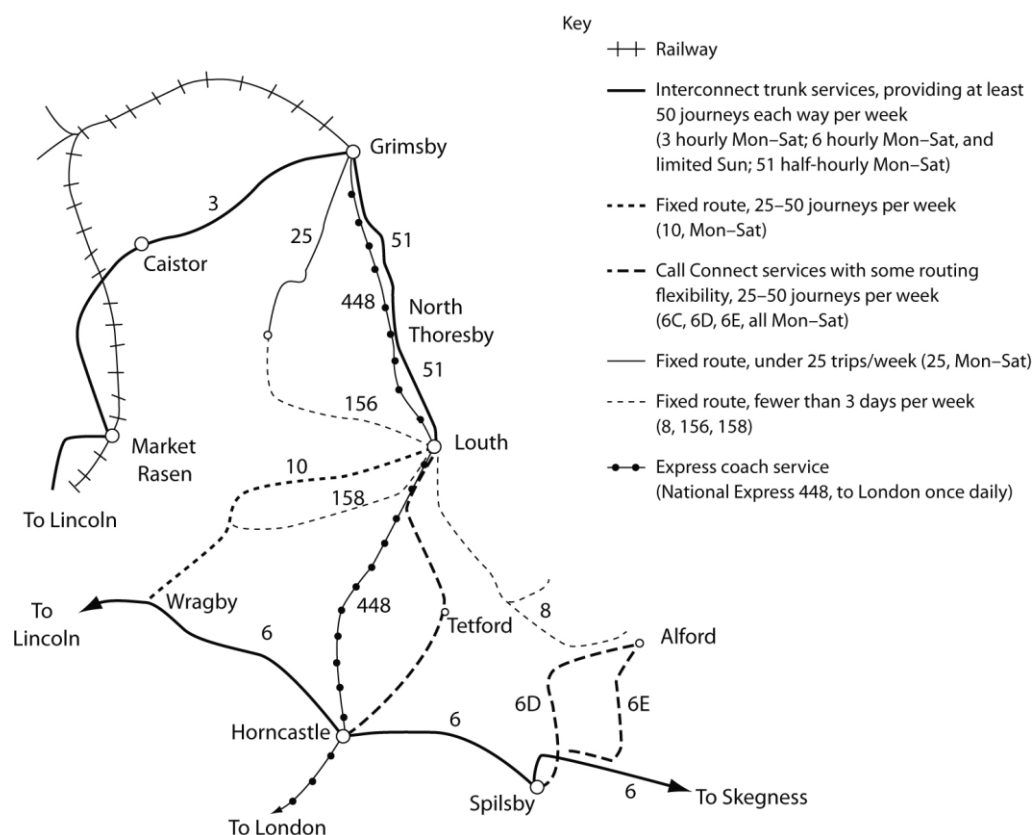 Key
Railway
Interconnect trunk services, providing at least
50 journeys each way per week
(3 hourly Mon–Sat; 6 hourly Mon–Sat, and
limited Sun; 51 half-hourly Mon–Sat)
Fixed route, 25–50 journeys per week
(10, Mon–Sat)
Call Connect services with some routing
flexibility, 25–50 journeys per week
(6C, 6D, 6E, all Mon–Sat)
Fixed route, under 25 trips/week (25, Mon–Sat)
Fixed route, fewer than 3 days per week
(8, 156, 158)
Express coach service
(National Express 448, to London once daily)
Grimsby
3
25
51
Caistor
448
North
Thoresby
51
156
Market
Rasen
Louth
10
158
To Lincoln
To
Lincoln
Wragby
448
Tetford
8
Alford
6
6D
6E
Horncastle
6
Spilsby
6
To Skegness
To London